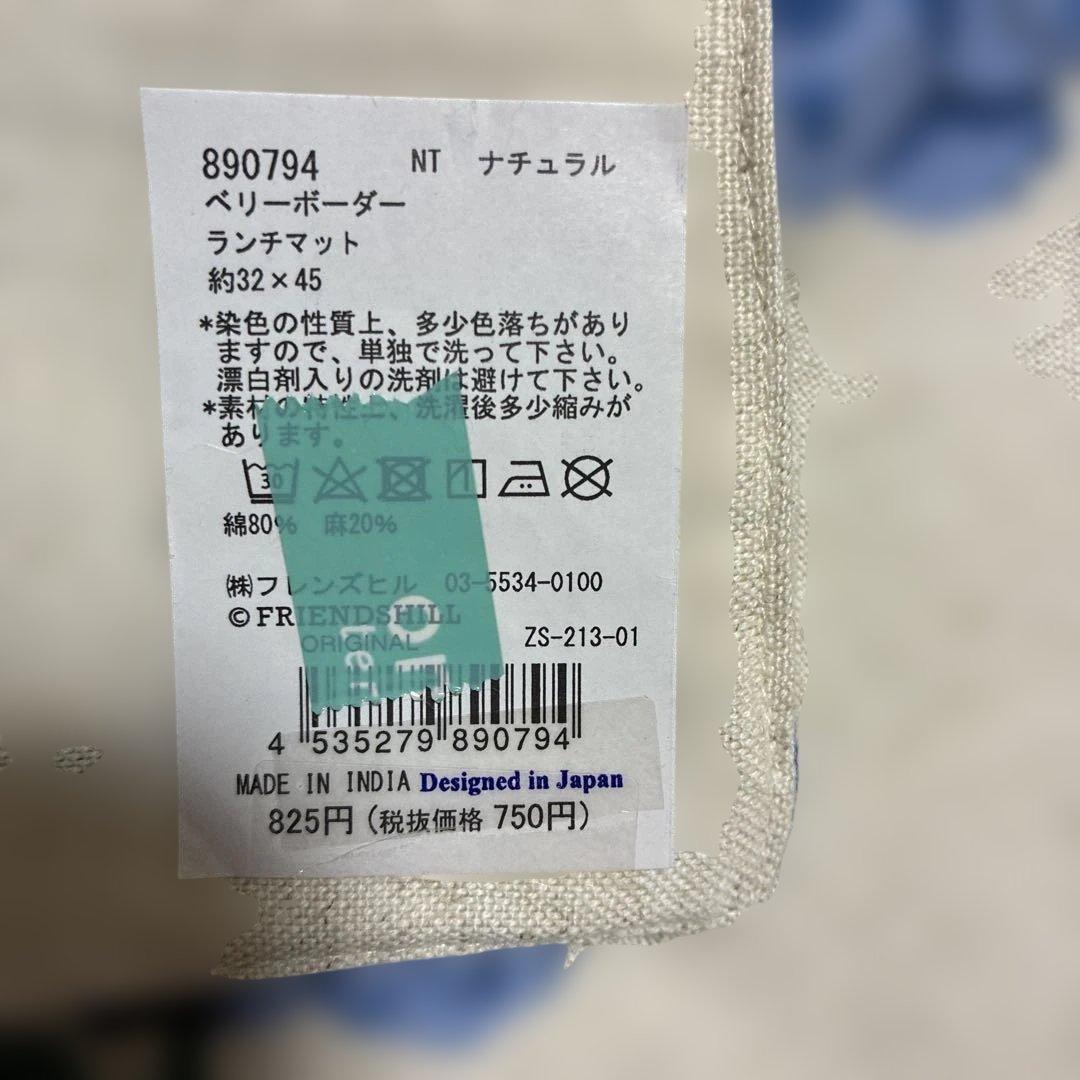 890794 NT ナチュラル
ベリーボーダー
ランチマット
約32×45
*染色の性質上、多少色落ちがあり
ますので、単独で洗って下さい。
漂白剤入りの洗剤は避けて下さい。
*素材の特性上、洗濯後多少縮みが
あります。
30
綿80% 麻20%
㈱フレンズヒル 03-5534-0100
©FRIENDSHILL
ORIGINAL
ZS-213-01
4 535279 890794
MADE IN INDIA Designed in Japan
825円(税抜価格 750円)